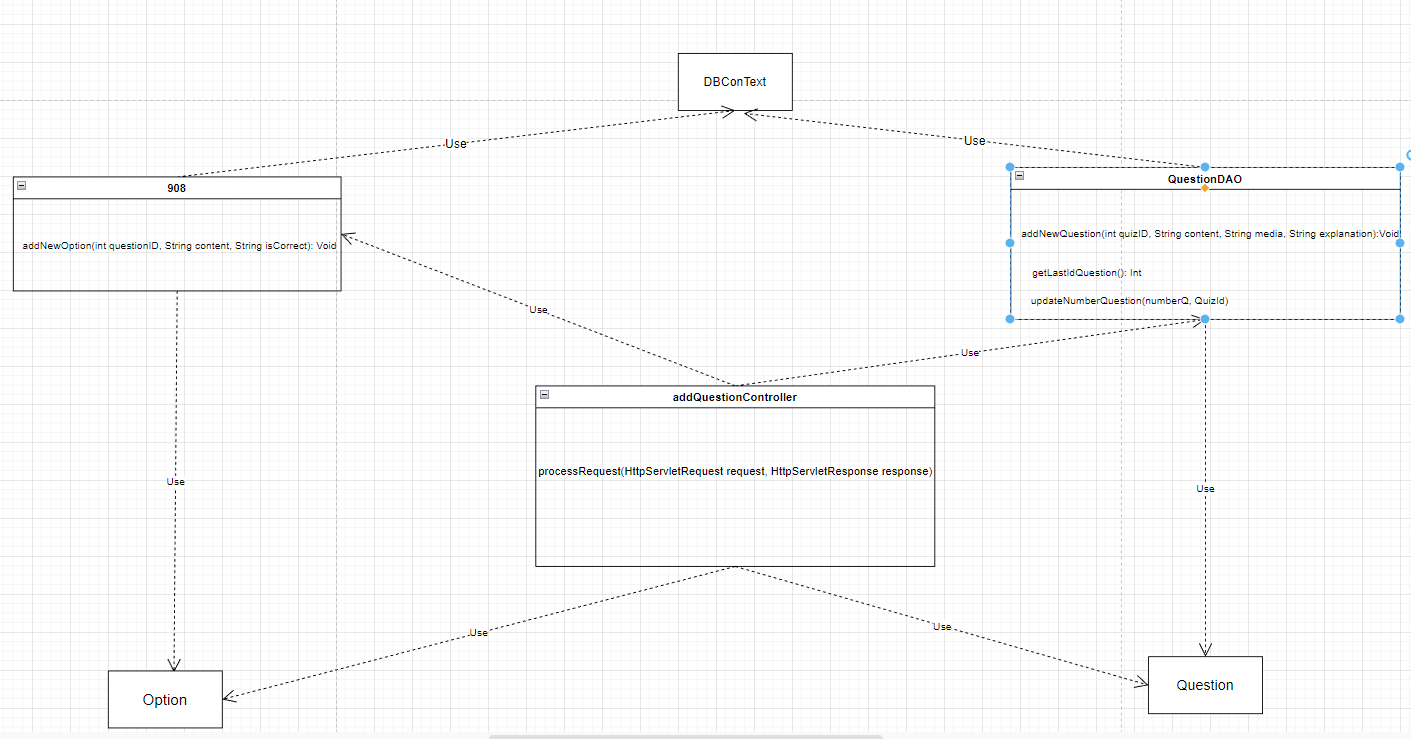 DBConText
Use
Use
908
addNewOption(int questionID, String content, String isCorrect): Void
QuestionDAO
addNewQuestion(int quizID, String content, String media, String explanation):Void
getLastIdQuestion(): Int
updateNumberQuestion(numberQ, QuizId)
Use
Use
addQuestionController
processRequest(HttpServletRequest request, HttpServletResponse response)
Use
Use
Use
Use
Option
Question